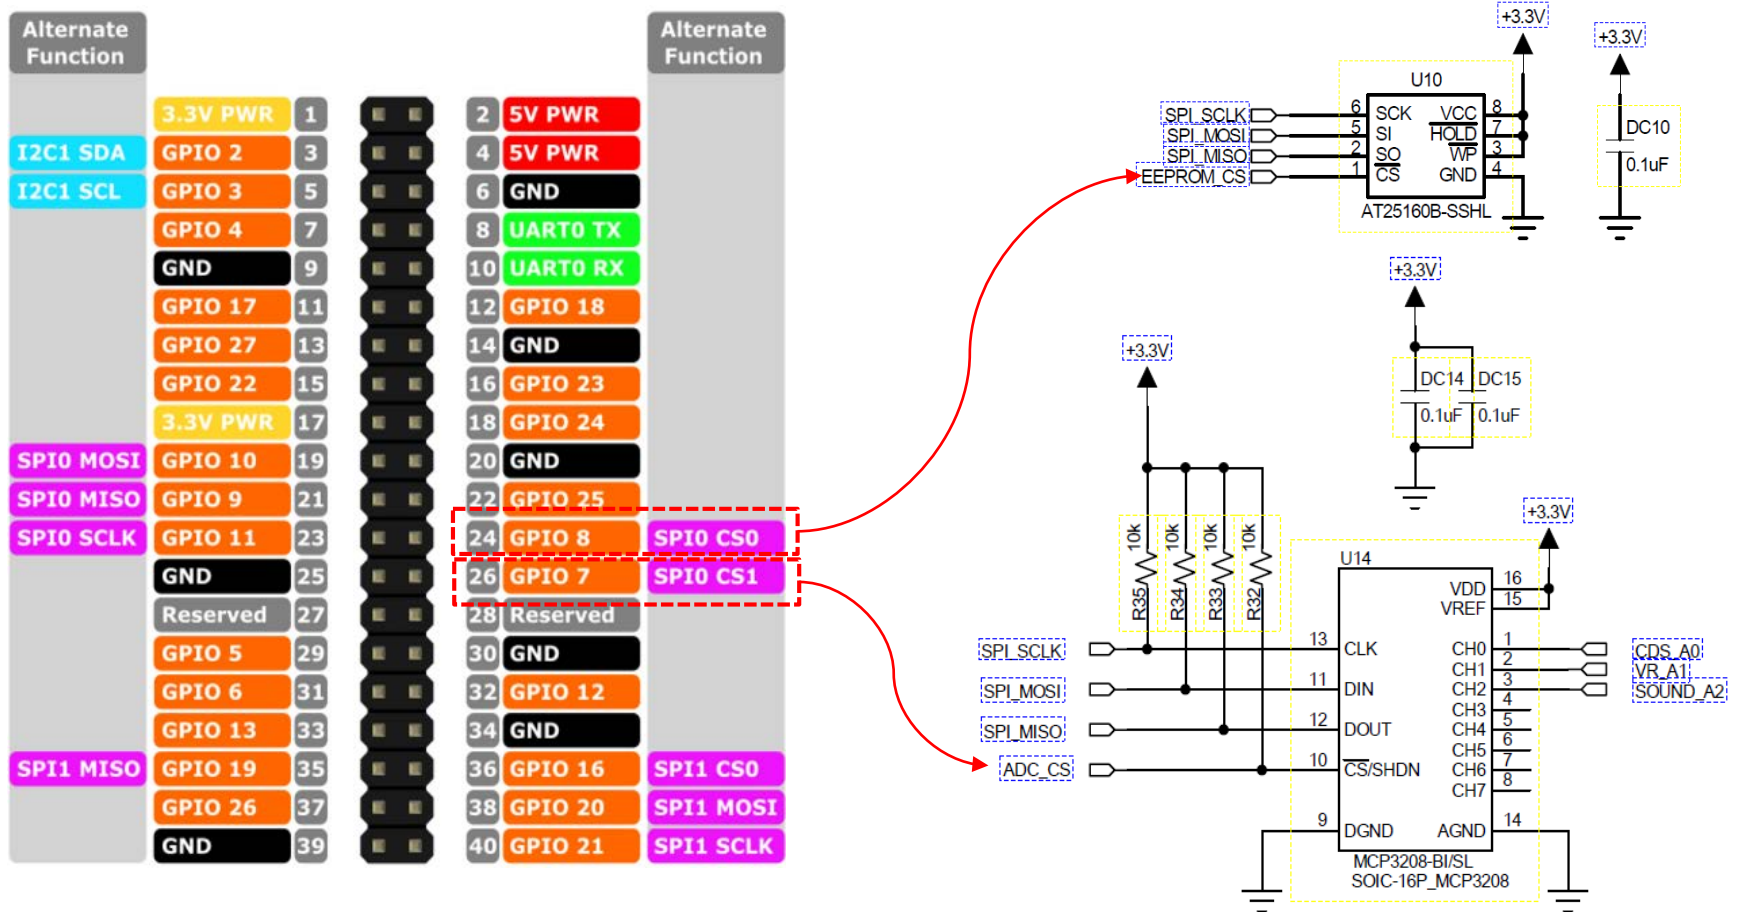 Alternate
Function
Alternate
Function
3.3V PWR 1 2 5V PWR
I2C1 SDA GPIO 2 3 4 5V PWR
I2C1 SCL GPIO 3 5 6 GND
GPIO 4 7 8 UART0 TX
GND 9 10 UART0 RX
GPIO 17 11 12 GPIO 18
GPIO 27 13 14 GND
GPIO 22 15 16 GPIO 23
3.3V PWR 17 18 GPIO 24
SPI0 MOSI GPIO 10 19 20 GND
SPI0 MISO GPIO 9 21 22 GPIO 25
SPI0 SCLK GPIO 11 23 24 GPIO 8 SPI0 CS0
GND 25 26 GPIO 7 SPI0 CS1
Reserved 27 28 Reserved
GPIO 5 29 30 GND
GPIO 6 31 32 GPIO 12
GPIO 13 33 34 GND
SPI1 MISO GPIO 19 35 36 GPIO 16 SPI1 CS0
GPIO 26 37 38 GPIO 20 SPI1 MOSI
GND 39 40 GPIO 21 SPI1 SCLK
+3.3V
U10
SPI_SCLK 6 SCK VCC 8
SPI_MOSI 5 SI HOLD 7
SPI_MISO 2 SO WP 3
EEPROM_CS 1 CS GND 4
AT25160B-SSHL
+3.3V
DC10
0.1uF
+3.3V
DC14 DC15
0.1uF 0.1uF
+3.3V
10k 10k 10k 10k
R35 R34 R33 R32
+3.3V
U14
VDD 16
VREF 15
SPI_SCLK 13 CLK CH0 1 CDS_A0
CH1 2 VR_A1
SPI_MOSI 11 DIN CH2 3 SOUND_A2
CH3 4
SPI_MISO 12 DOUT CH4 5
CH5 6
ADC_CS 10 CS/SHDN CH6 7
CH7 8
9 DGND AGND 14
MCP3208-BI/SL
SOIC-16P_MCP3208